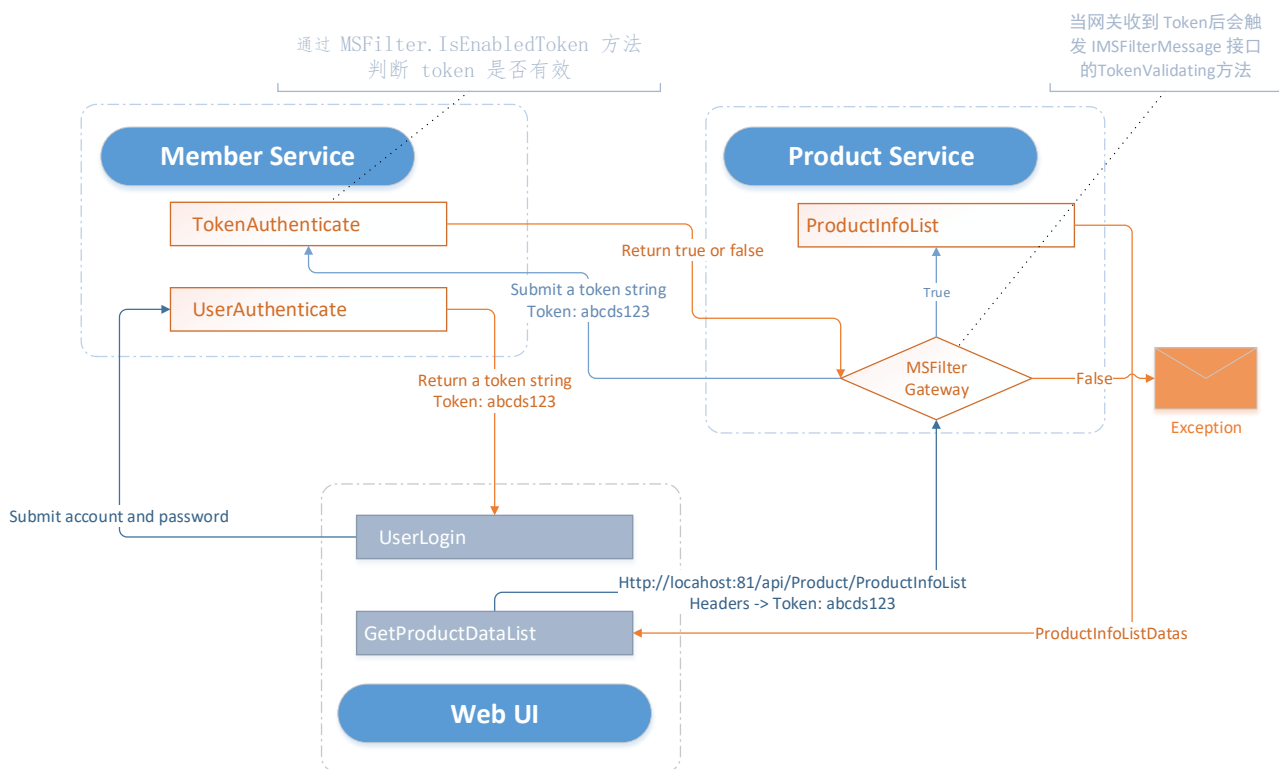 通过 MSFilter.IsEnabledToken 方法
判断 token 是否有效
当网关收到 Token后会触
发 IMSFilterMessage 接口
的TokenValidating方法
Member Service
Product Service
TokenAuthenticate
ProductInfoList
Return true or false
Submit a token string
Token: abcds123
True
UserAuthenticate
MSFilter
Gateway
False
Return a token string
Token: abcds123
Exception
Submit account and password
UserLogin
Http://locahost:81/api/Product/ProductInfoList
Headers -> Token: abcds123
GetProductDataList
ProductInfoListDatas
Web UI